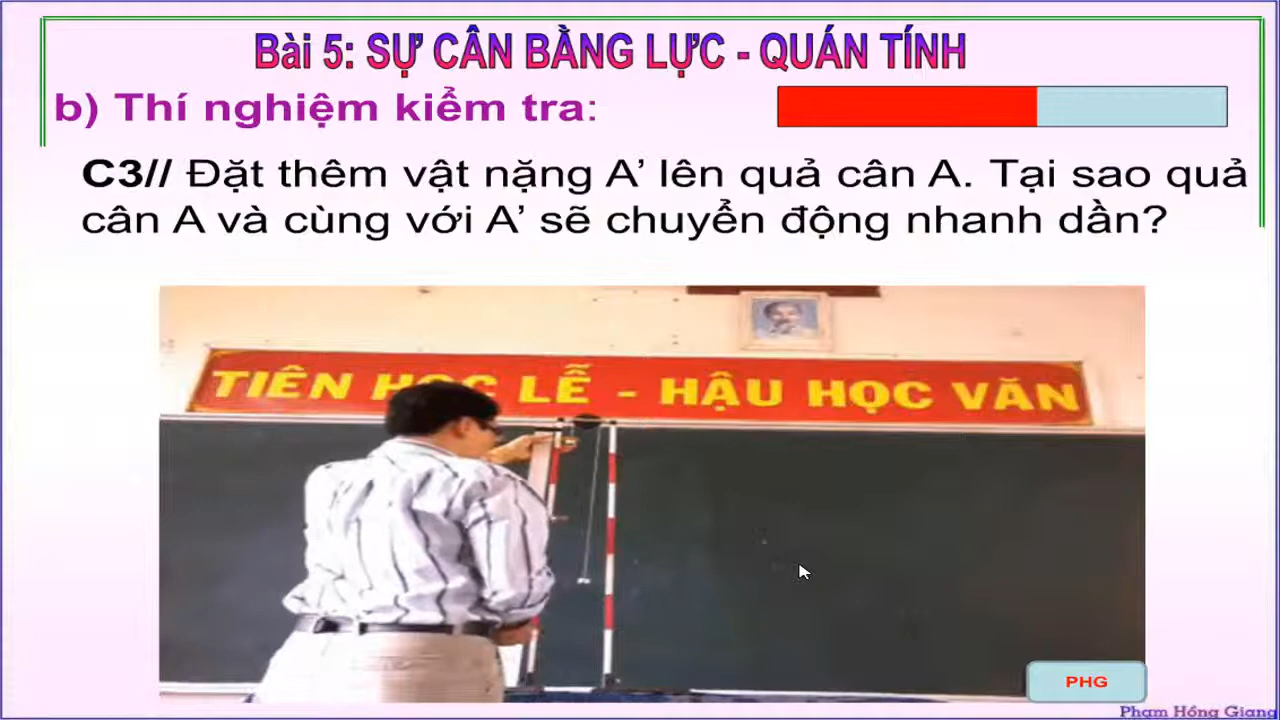 Bài 5: SỰ CÂN BẰNG LỰC - QUÁN TÍNH
b) Thí nghiệm kiểm tra:
C3// Đặt thêm vật nặng A’ lên quả cân A. Tại sao quả
cân A và cùng với A’ sẽ chuyển động nhanh dần?
TIÊN HỌC LỄ - HẬU HỌC VĂN
PHG
Phạm Hồng Giang